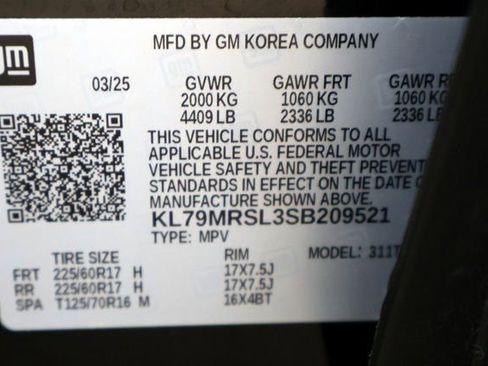 gm
MFD BY GM KOREA COMPANY
03/25 GVWR GAWR FRT GAWR
2000 KG 1060 KG 1060 KG
4409 LB 2336 LB 2336 LB
THIS VEHICLE CONFORMS TO ALL
APPLICABLE U.S. FEDERAL MOTOR
VEHICLE SAFETY AND THEFT PREVENT
STANDARDS IN EFFECT ON THE DATE O
MANUFACTURE SHOWN ABOVE.
KL79MRSL3SB209521
TYPE: MPV MODEL: 311T
TIRE SIZE RIM
FRT 225/60R17 H 17X7.5J
RR 225/60R17 H 17X7.5J
SPA T125/70R16 M 16X4BT